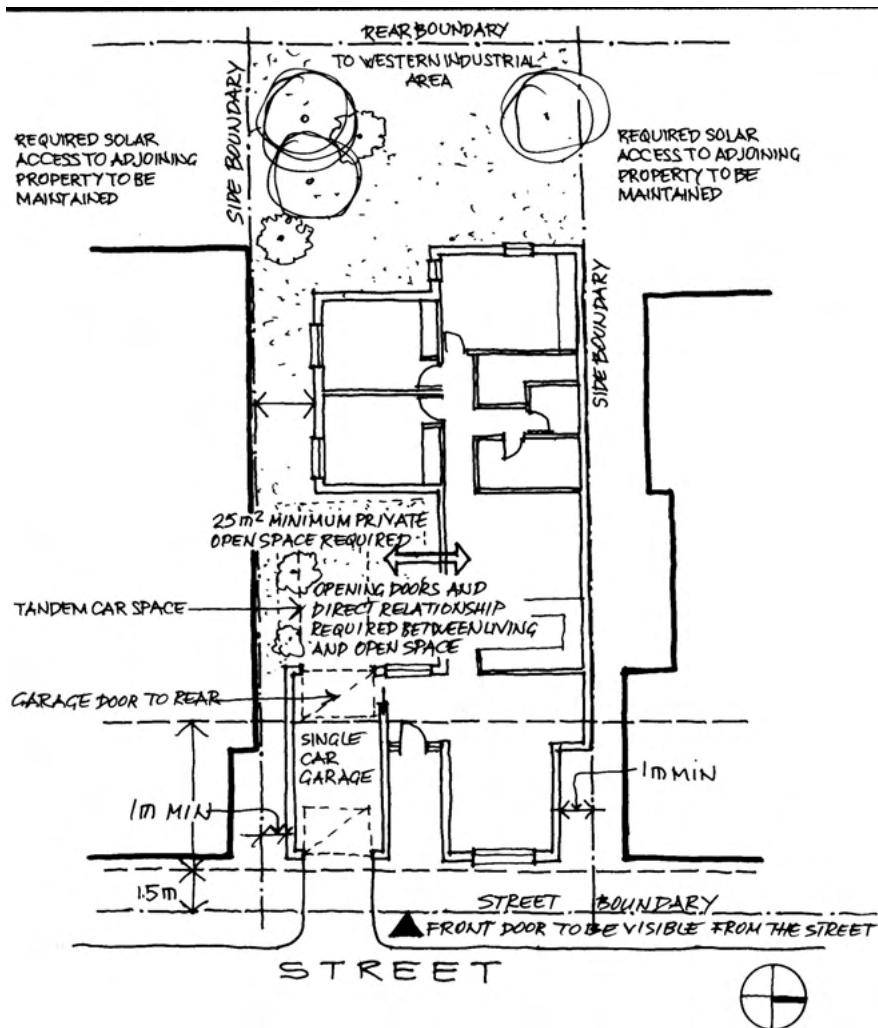 REAR BOUNDARY
TO WESTERN INDUSTRIAL
AREA
SIDE BOUNDARY
REQUIRED SOLAR
ACCESS TO ADJOINING
PROPERTY TO BE
MAINTAINED
REQUIRED SOLAR
ACCESS TO ADJOINING
PROPERTY TO BE
MAINTAINED
SIDE BOUNDARY
25m² MINIMUM PRIVATE
OPEN SPACE REQUIRED
OPENING DOORS AND
DIRECT RELATIONSHIP
REQUIRED BETWEEN LIVING
AND OPEN SPACE
TANDEM CAR SPACE
GARAGE DOOR TO REAR
SINGLE
CAR
GARAGE
1m MIN
1m MIN
1.5m
STREET BOUNDARY
FRONT DOOR TO BE VISIBLE FROM THE STREET
STREET